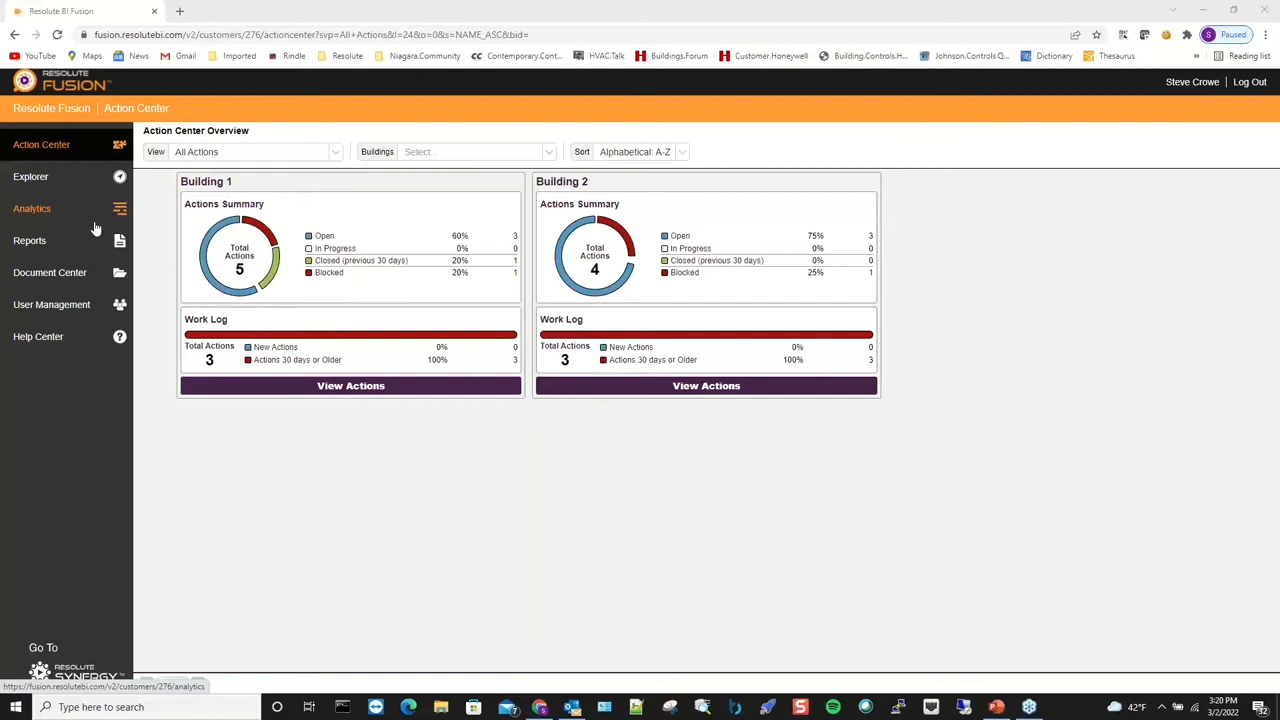 Resolute BI Fusion
fusion.resolutebi.com/v2/customers/276/actioncenter?svp=All+Actions&l=24&o=0&s=NAME_ASC&bid=
Paused
YouTube Maps News Gmail Imported Rindle Resolute Niagara.Community Contemporary.Cont... HVAC.Talk Buildings.Forum Customer.Honeywell Building.Controls.H... Johnson.Controls.Q... Dictionary Thesaurus » Reading list
RESOLUTE
FUSION
Steve Crowe Log Out
Resolute Fusion Action Center
Action Center
Explorer
Analytics
Reports
Document Center
User Management
Help Center
Go To
RESOLUTE
SYNERGY
Action Center Overview
View All Actions Buildings Select... Sort Alphabetical: A-Z
Building 1
Actions Summary
Total
Actions
5
Open 60% 3
In Progress 0% 0
Closed (previous 30 days) 20% 1
Blocked 20% 1
Work Log
Total Actions
3
New Actions 0% 0
Actions 30 days or Older 100% 3
View Actions
Building 2
Actions Summary
Total
Actions
4
Open 75% 3
In Progress 0% 0
Closed (previous 30 days) 0% 0
Blocked 25% 1
Work Log
Total Actions
3
New Actions 0% 0
Actions 30 days or Older 100% 3
View Actions
https://fusion.resolutebi.com/v2/customers/276/analytics
Type here to search
42°F
3:20 PM
3/2/2022